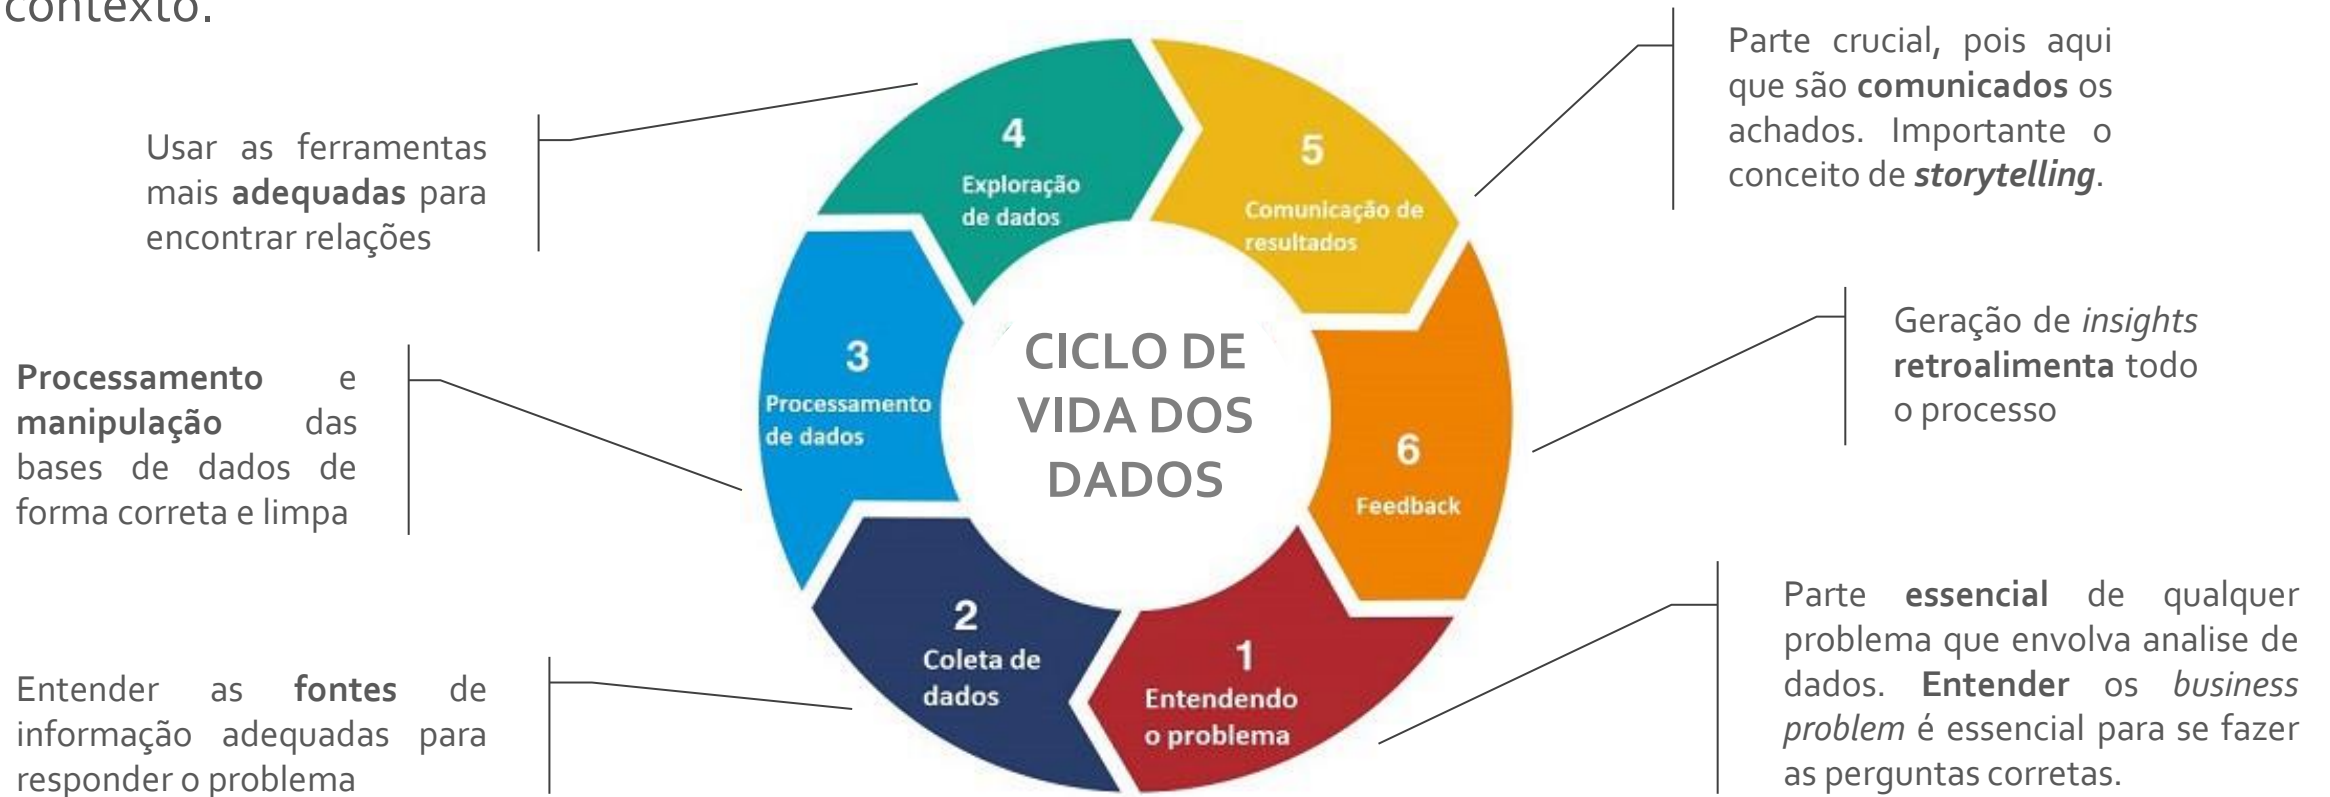 contexto.
Usar as ferramentas
mais adequadas para
encontrar relações
Processamento e
manipulação das
bases de dados de
forma correta e limpa
Entender as fontes de
informação adequadas para
responder o problema
4
Exploração
de dados
5
Comunicação de
resultados
3
Processamento
de dados
CICLO DE
VIDA DOS
DADOS
6
Feedback
2
Coleta de
dados
1
Entendendo
o problema
Parte crucial, pois aqui
que são comunicados os
achados. Importante o
conceito de storytelling.
Geração de insights
retroalimenta todo
o processo
Parte essencial de qualquer
problema que envolva analise de
dados. Entender os business
problem é essencial para se fazer
as perguntas corretas.